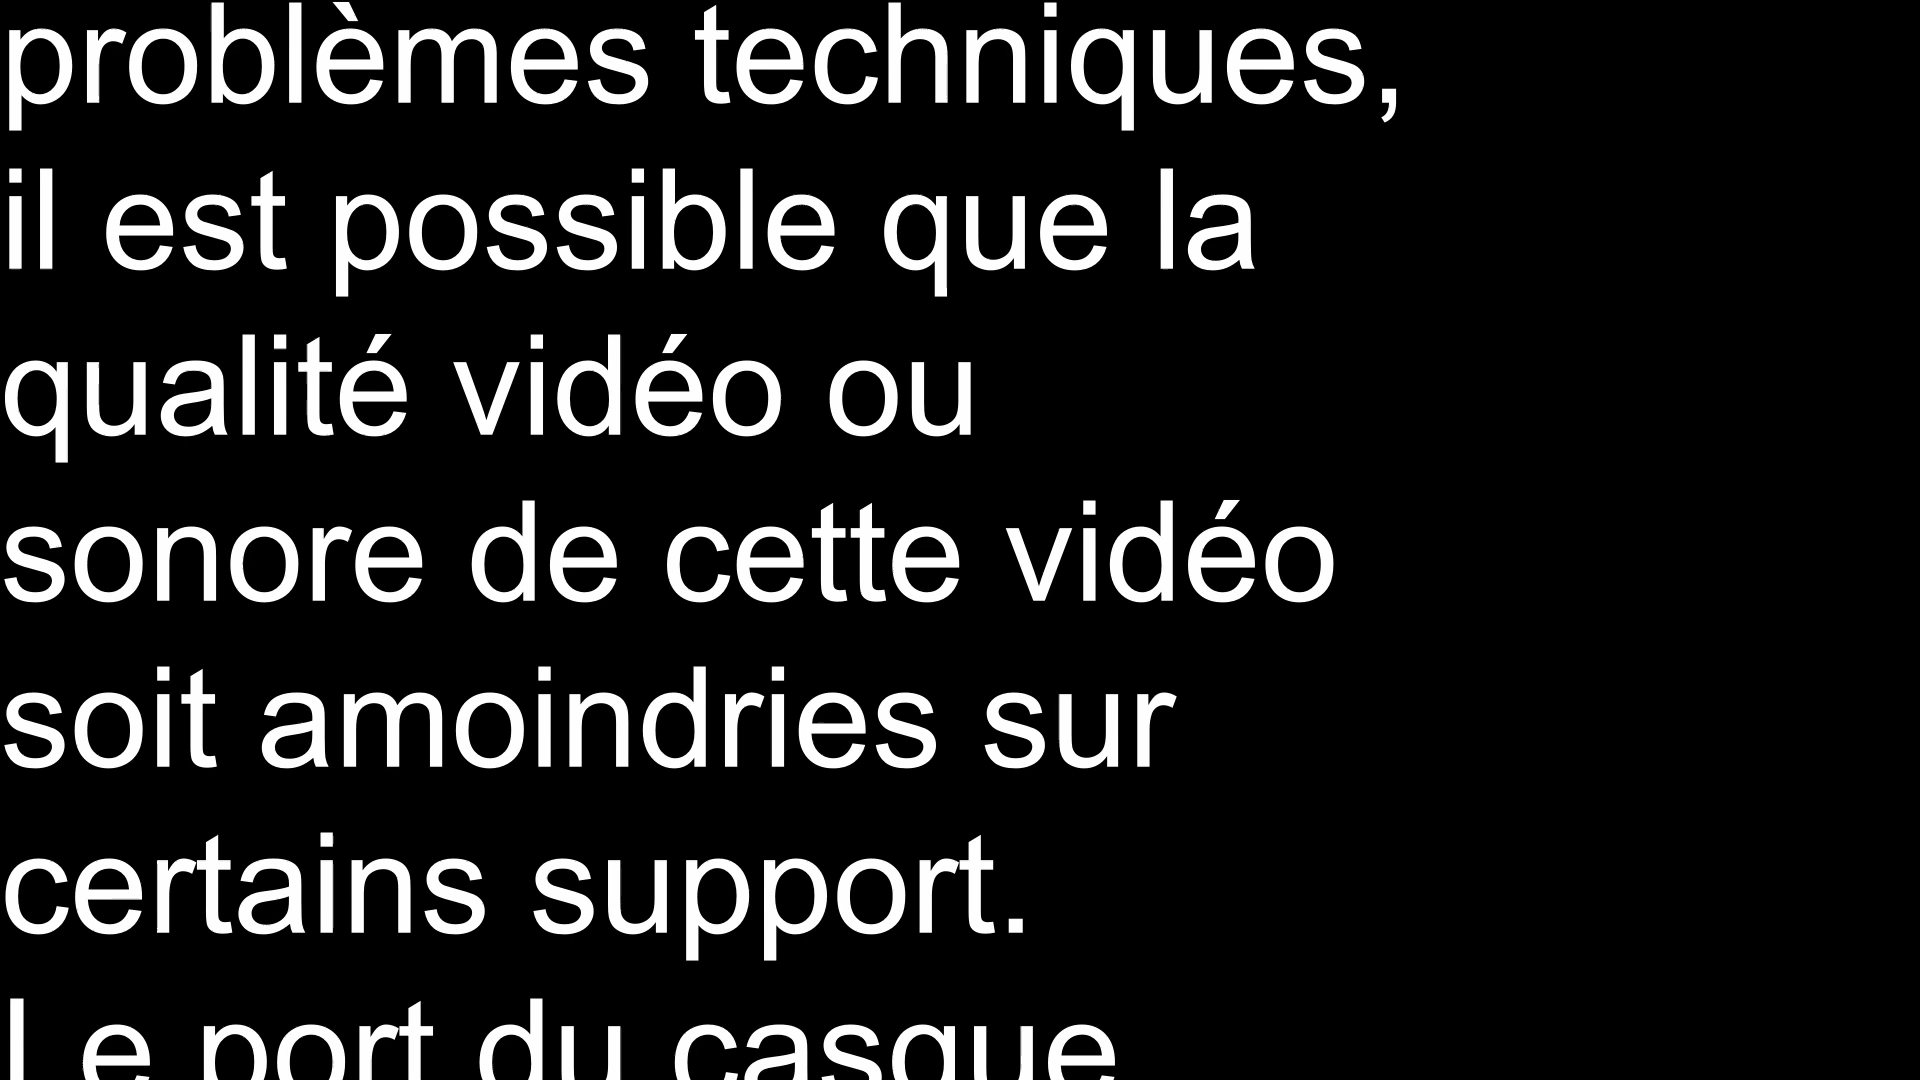 problèmes techniques,
il est possible que la
qualité vidéo ou
sonore de cette vidéo
soit amoindries sur
certains support.
Le port du casque